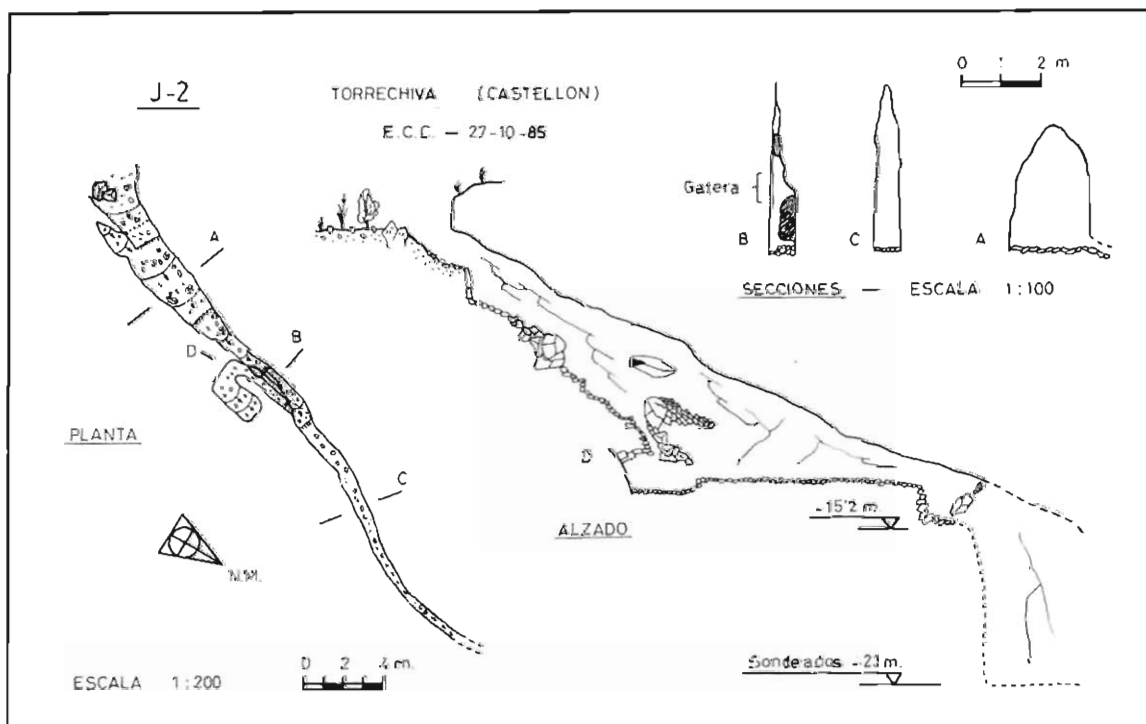 J-2
TORRECHIVA (CASTELLON)
E.C.C. - 27-10-85
0 1 2 m
Gatera
B
C
A
SECCIONES — ESCALA 1:100
A
B
D
C
PLANTA
N.M.
D
ALZADO
-15'2 m.
Sondeados -23 m.
ESCALA 1:200
0 2 4 m.